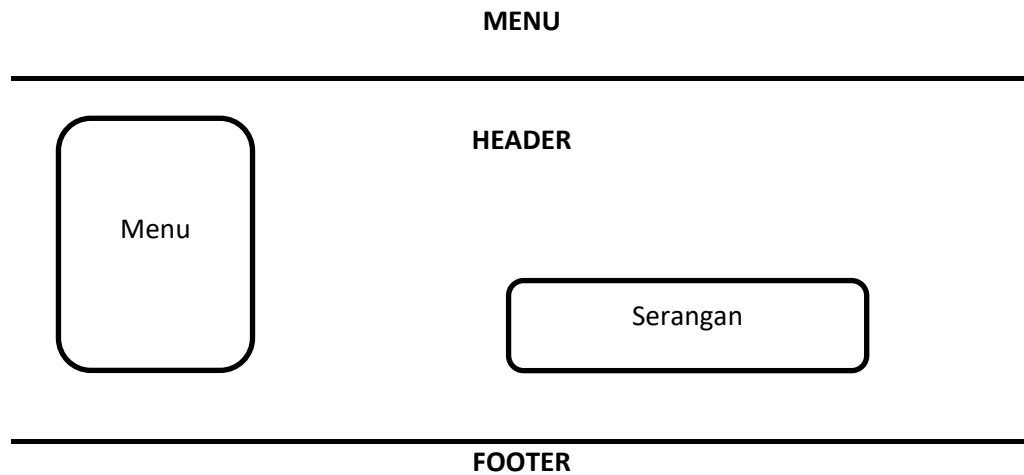 MENU
HEADER
Menu
Serangan
FOOTER